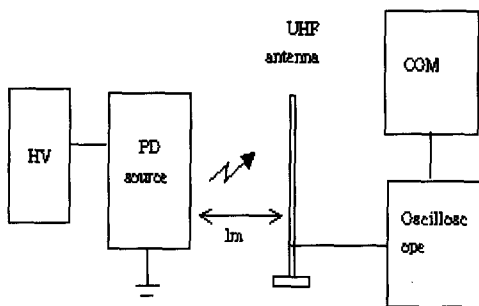 UHF
antenna
COM
HV
PD
source
1m
Oscillosc
ope